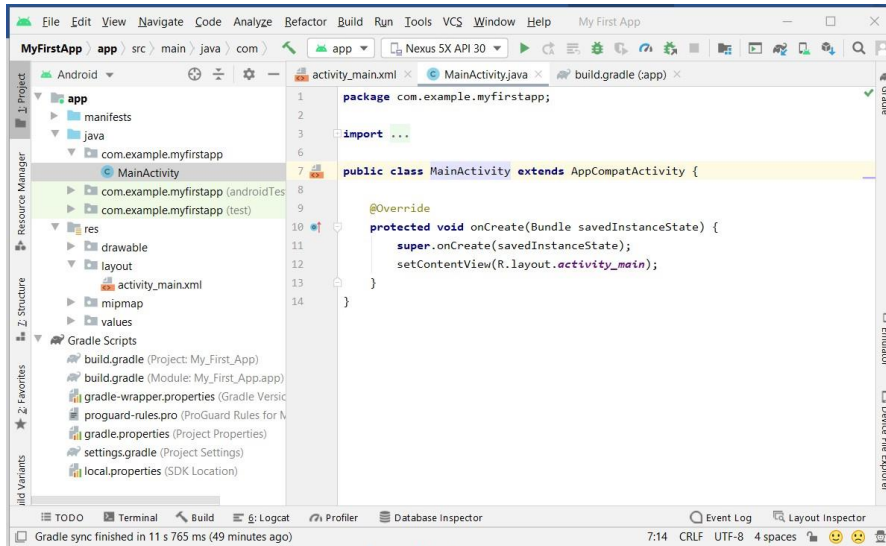 File Edit View Navigate Code Analyze Refactor Build Run Tools VCS Window Help My First App
MyFirstApp app src main java com app Nexus 5X API 30
Android
activity_main.xml MainActivity.java build.gradle (:app)
1: Project
Resource Manager
Z: Structure
2: Favorites
ild Variants
app
manifests
java
com.example.myfirstapp
MainActivity
com.example.myfirstapp (androidTes
com.example.myfirstapp (test)
res
drawable
layout
activity_main.xml
mipmap
values
Gradle Scripts
build.gradle (Project: My_First_App)
build.gradle (Module: My_First_App.app)
gradle-wrapper.properties (Gradle Versic
proguard-rules.pro (ProGuard Rules for M
gradle.properties (Project Properties)
settings.gradle (Project Settings)
local.properties (SDK Location)
1 package com.example.myfirstapp;
2
3 import ...
6
7 public class MainActivity extends AppCompatActivity {
8
9 @Override
10 protected void onCreate(Bundle savedInstanceState) {
11 super.onCreate(savedInstanceState);
12 setContentView(R.layout.activity_main);
13 }
14 }
Gradle
Emulator
Device File Explorer
TODO Terminal Build 6: Logcat Profiler Database Inspector Event Log Layout Inspector
Gradle sync finished in 11 s 765 ms (49 minutes ago) 7:14 CRLF UTF-8 4 spaces